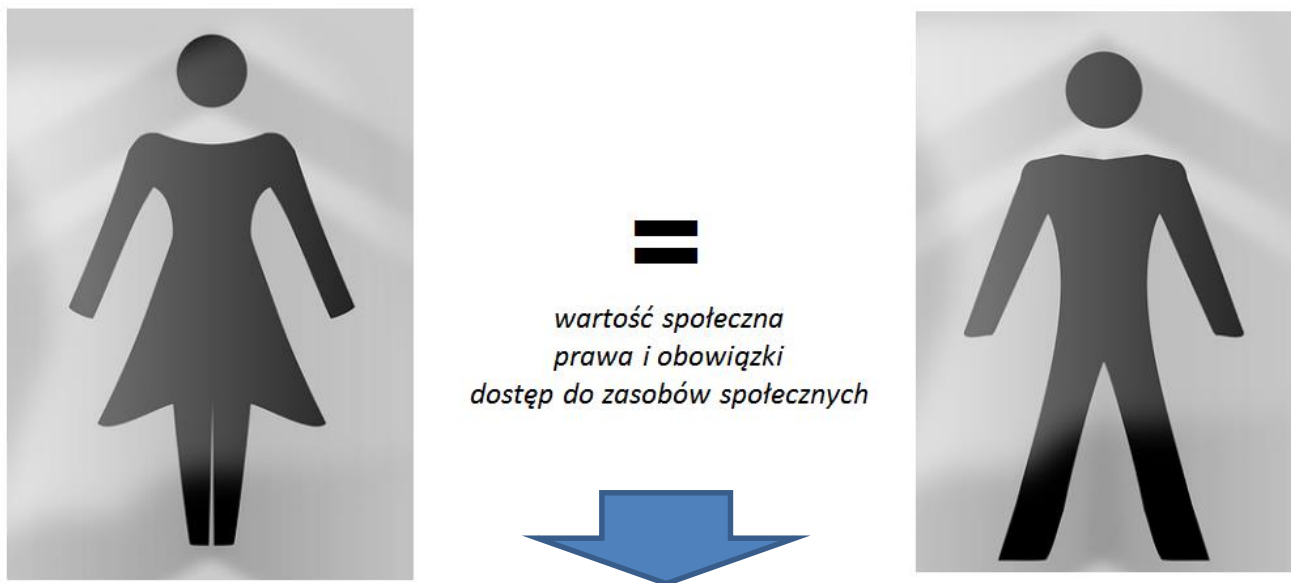 =
wartość społeczna
prawa i obowiązki
dostęp do zasobów społecznych